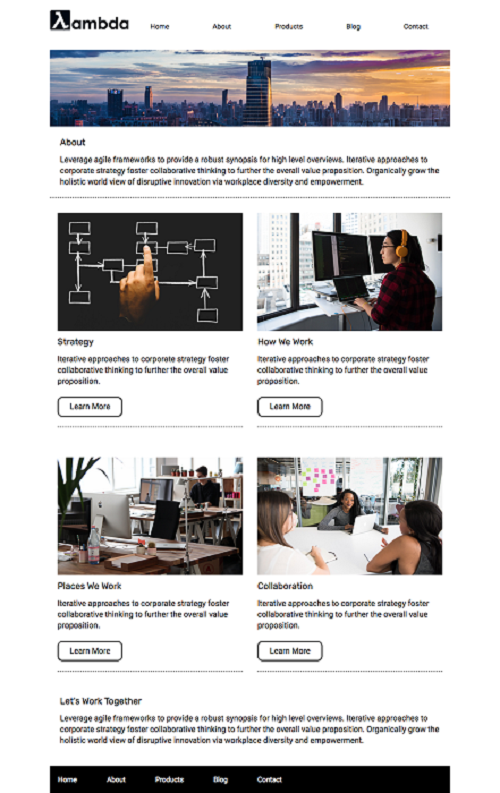 λambda
Home About Products Blog Contact
About
Leverage agile frameworks to provide a robust synopsis for high level overviews. Iterative approaches to
corporate strategy foster collaborative thinking to further the overall value proposition. Organically grow the
holistic world view of disruptive innovation via workplace diversity and empowerment.
Strategy
Iterative approaches to corporate strategy foster
collaborative thinking to further the overall value
proposition.
Learn More
How We Work
Iterative approaches to corporate strategy foster
collaborative thinking to further the overall value
proposition.
Learn More
Places We Work
Iterative approaches to corporate strategy foster
collaborative thinking to further the overall value
proposition.
Learn More
Collaboration
Iterative approaches to corporate strategy foster
collaborative thinking to further the overall value
proposition.
Learn More
Let's Work Together
Leverage agile frameworks to provide a robust synopsis for high level overviews. Iterative approaches to
corporate strategy foster collaborative thinking to further the overall value proposition. Organically grow the
holistic world view of disruptive innovation via workplace diversity and empowerment.
Home About Products Blog Contact